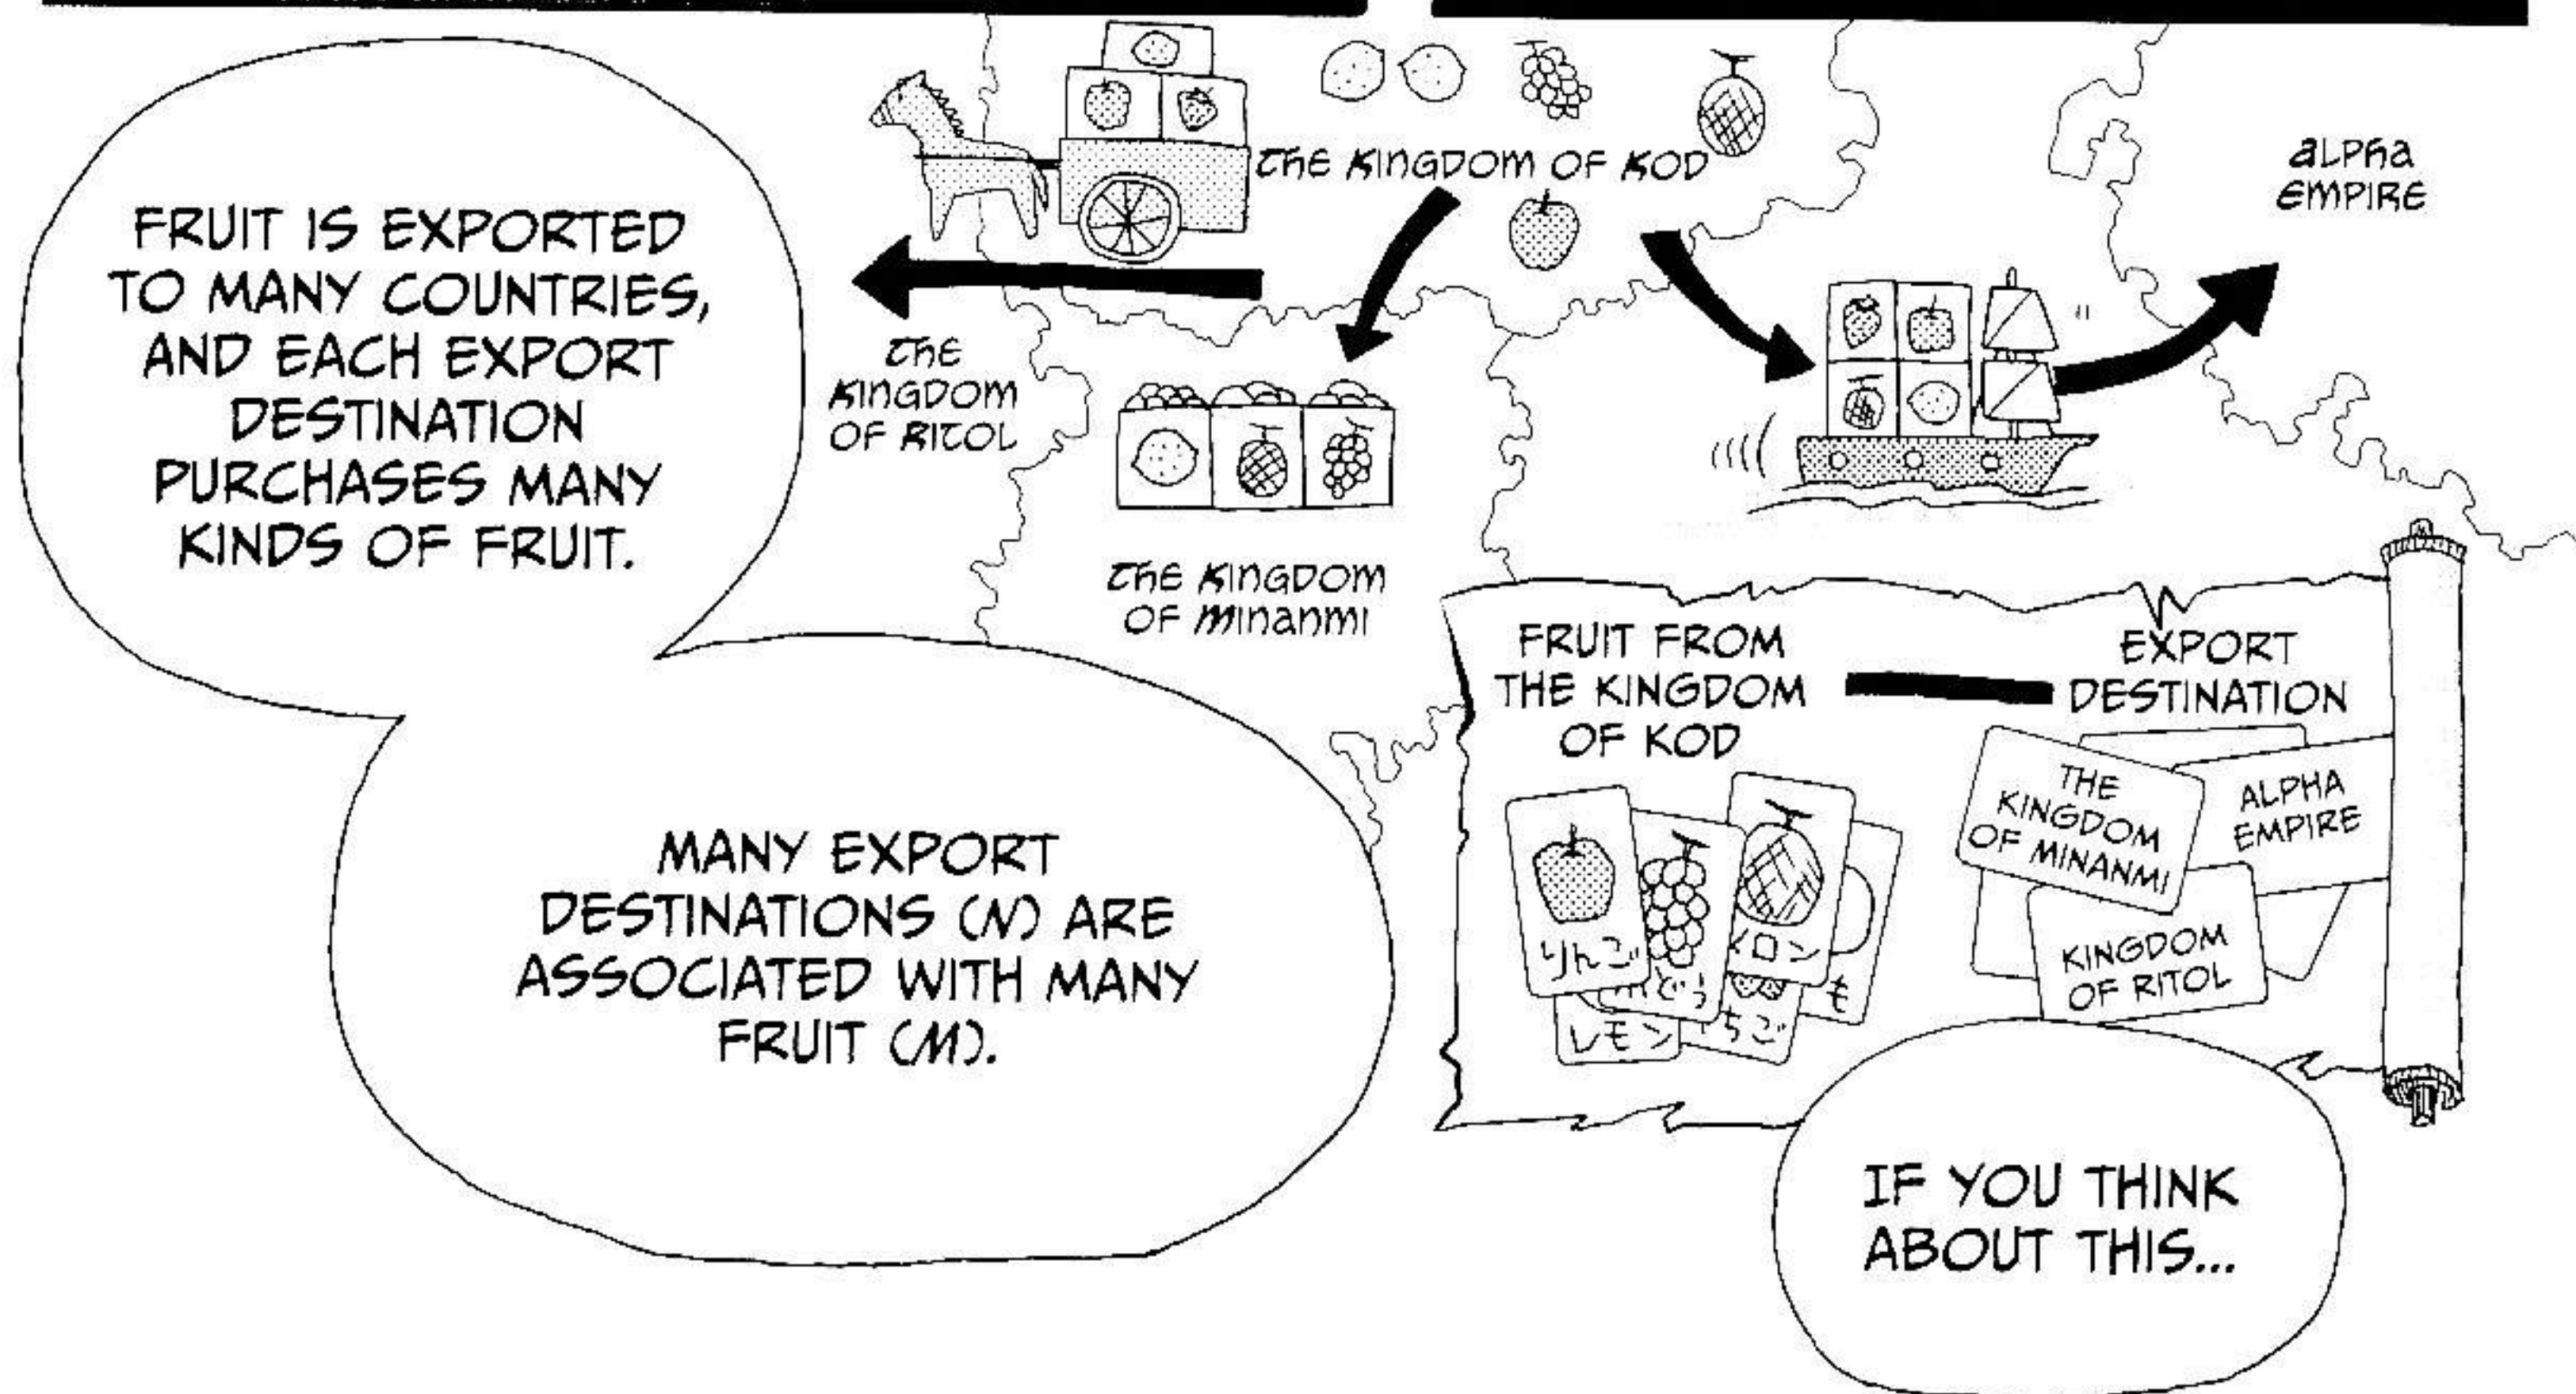 FRUIT IS EXPORTED
TO MANY COUNTRIES,
AND EACH EXPORT
DESTINATION
PURCHASES MANY
KINDS OF FRUIT.
THE KINGDOM OF KOD
ALPHA
EMPIRE
THE
KINGDOM
OF RITOL
THE KINGDOM
OF MINANMI
MANY EXPORT
DESTINATIONS (N) ARE
ASSOCIATED WITH MANY
FRUIT (M).
FRUIT FROM
THE KINGDOM
OF KOD
EXPORT
DESTINATION
りんご
レモン
THE
KINGDOM
OF MINANMI
ALPHA
EMPIRE
KINGDOM
OF RITOL
IF YOU THINK
ABOUT THIS...